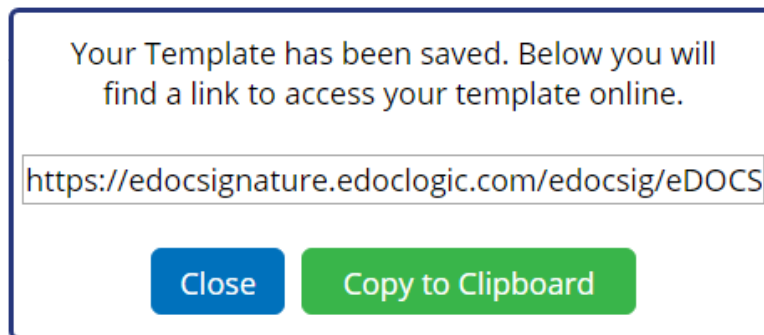 Your Template has been saved. Below you will
find a link to access your template online.
https://edocsignature.edoclogic.com/edocsig/eDOCS
Close
Copy to Clipboard